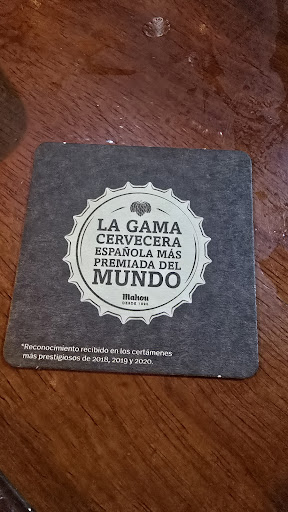 LA GAMA
CERVECERA
ESPAÑOLA MÁS
PREMIADA DEL
MUNDO
Mahou
DESDE 1890
*Reconocimiento recibido en los certámenes
más prestigiosos de 2018, 2019 y 2020.